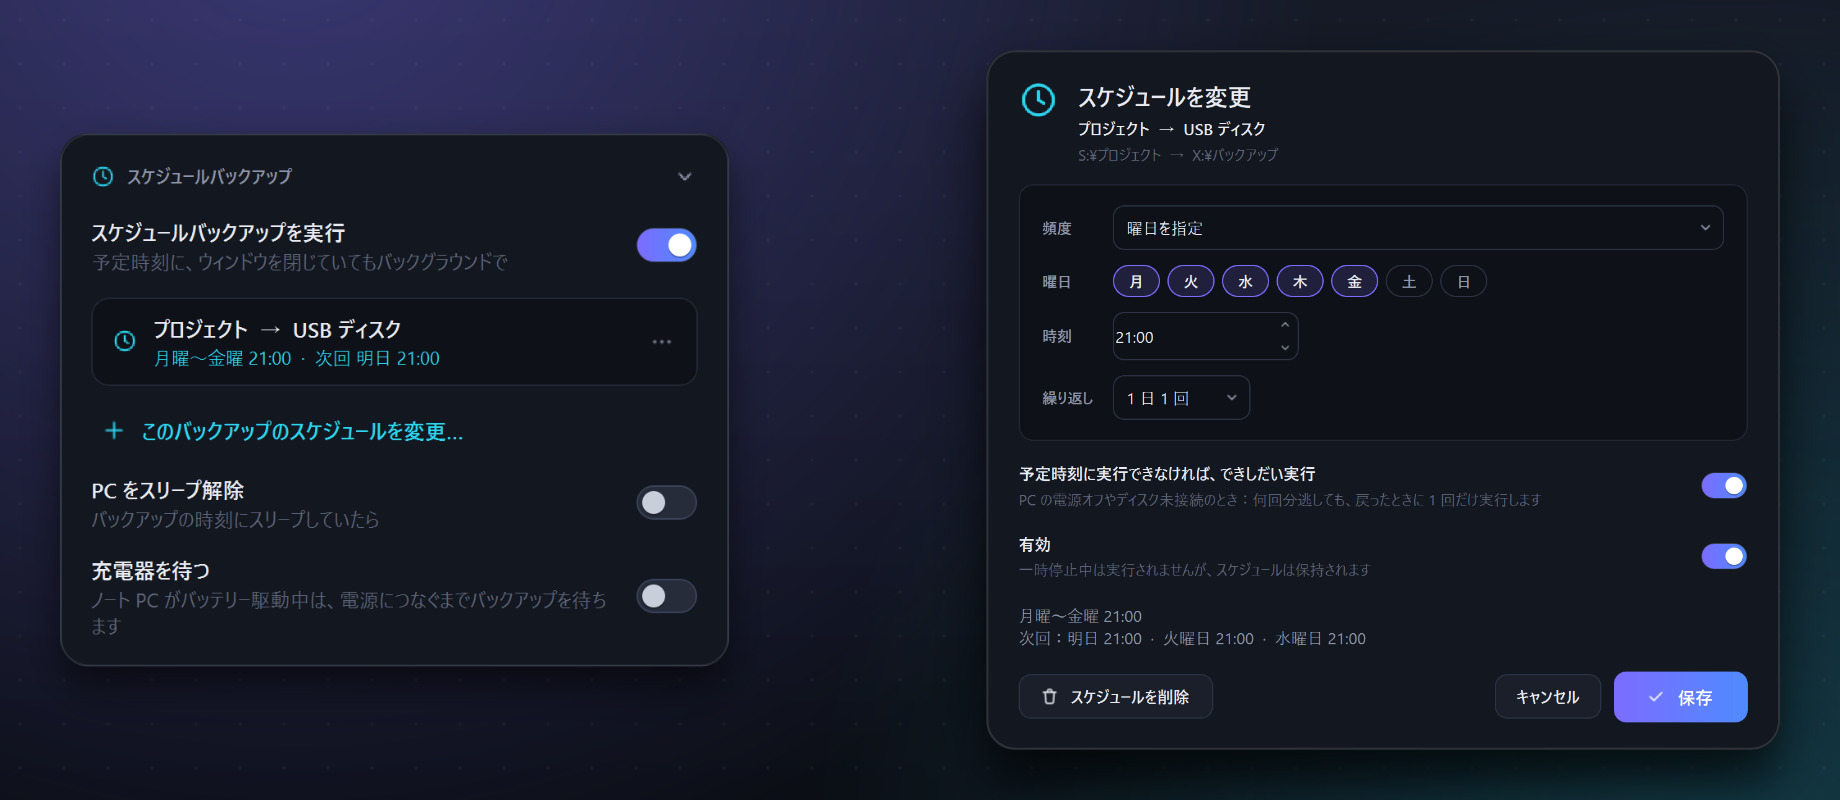 スケジュールバックアップ
スケジュールバックアップを実行
予定時刻に、ウィンドウを閉じていてもバックグラウンドで
プロジェクト → USB ディスク
月曜～金曜 21:00 · 次回 明日 21:00
このバックアップのスケジュールを変更...
PC をスリープ解除
バックアップの時刻にスリープしていたら
充電器を待つ
ノート PC がバッテリー駆動中は、電源につなぐまでバックアップを待ち
ます
スケジュールを変更
プロジェクト → USB ディスク
S:¥プロジェクト → X:¥バックアップ
頻度
曜日を指定
曜日
月 火 水 木 金 土 日
時刻
21:00
繰り返し
1 日 1 回
予定時刻に実行できなければ、できしだい実行
PC の電源オフやディスク未接続のとき：何回分逃しても、戻ったときに 1 回だけ実行します
有効
一時停止中は実行されませんが、スケジュールは保持されます
月曜～金曜 21:00
次回：明日 21:00 · 火曜日 21:00 · 水曜日 21:00
スケジュールを削除
キャンセル
保存